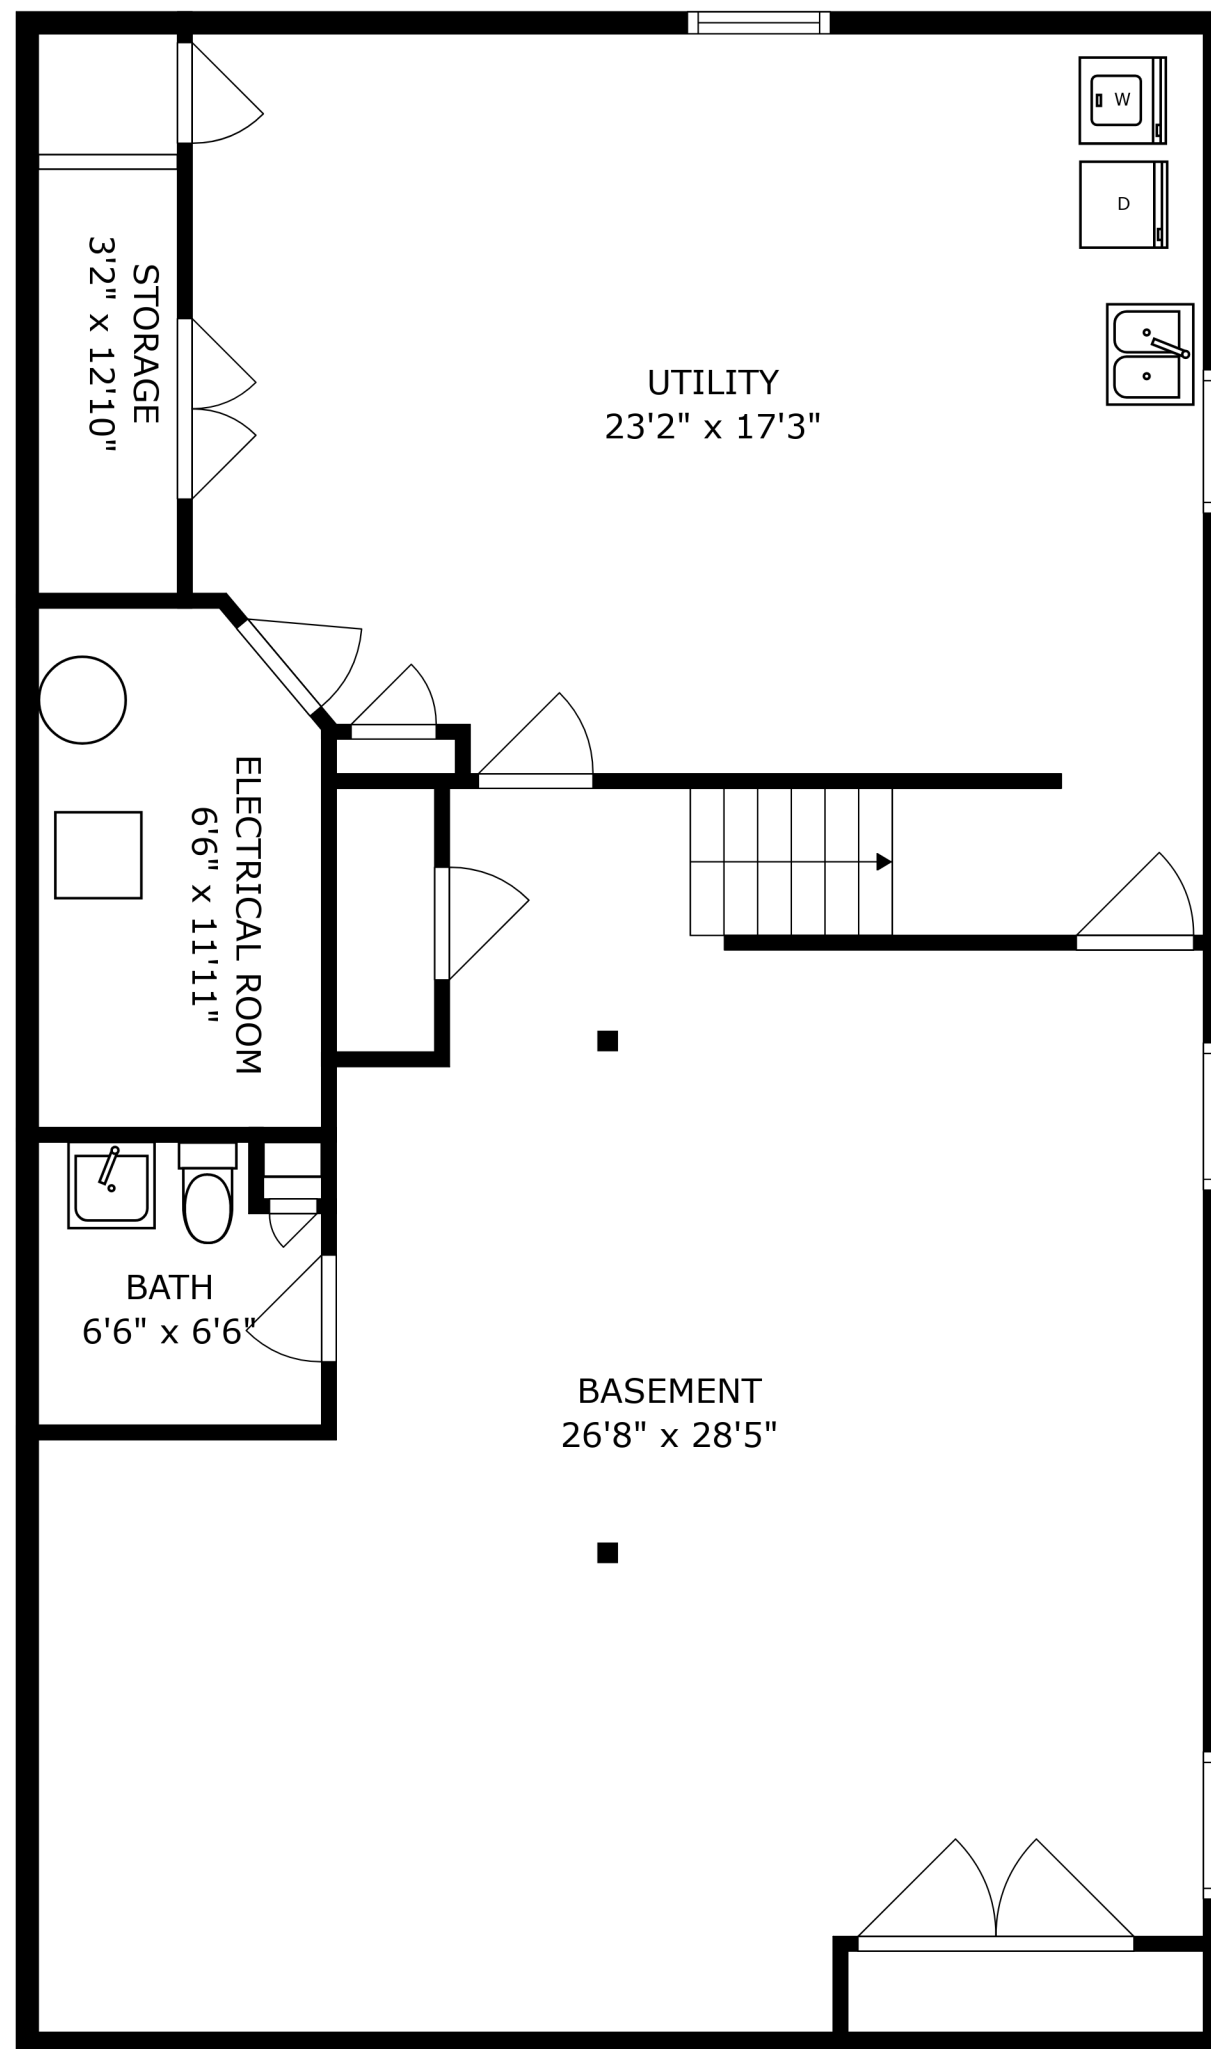 W
D
STORAGE
3'2" x 12'10"
UTILITY
23'2" x 17'3"
ELECTRICAL ROOM
6'6" x 11'11"
BATH
6'6" x 6'6"
BASEMENT
26'8" x 28'5"